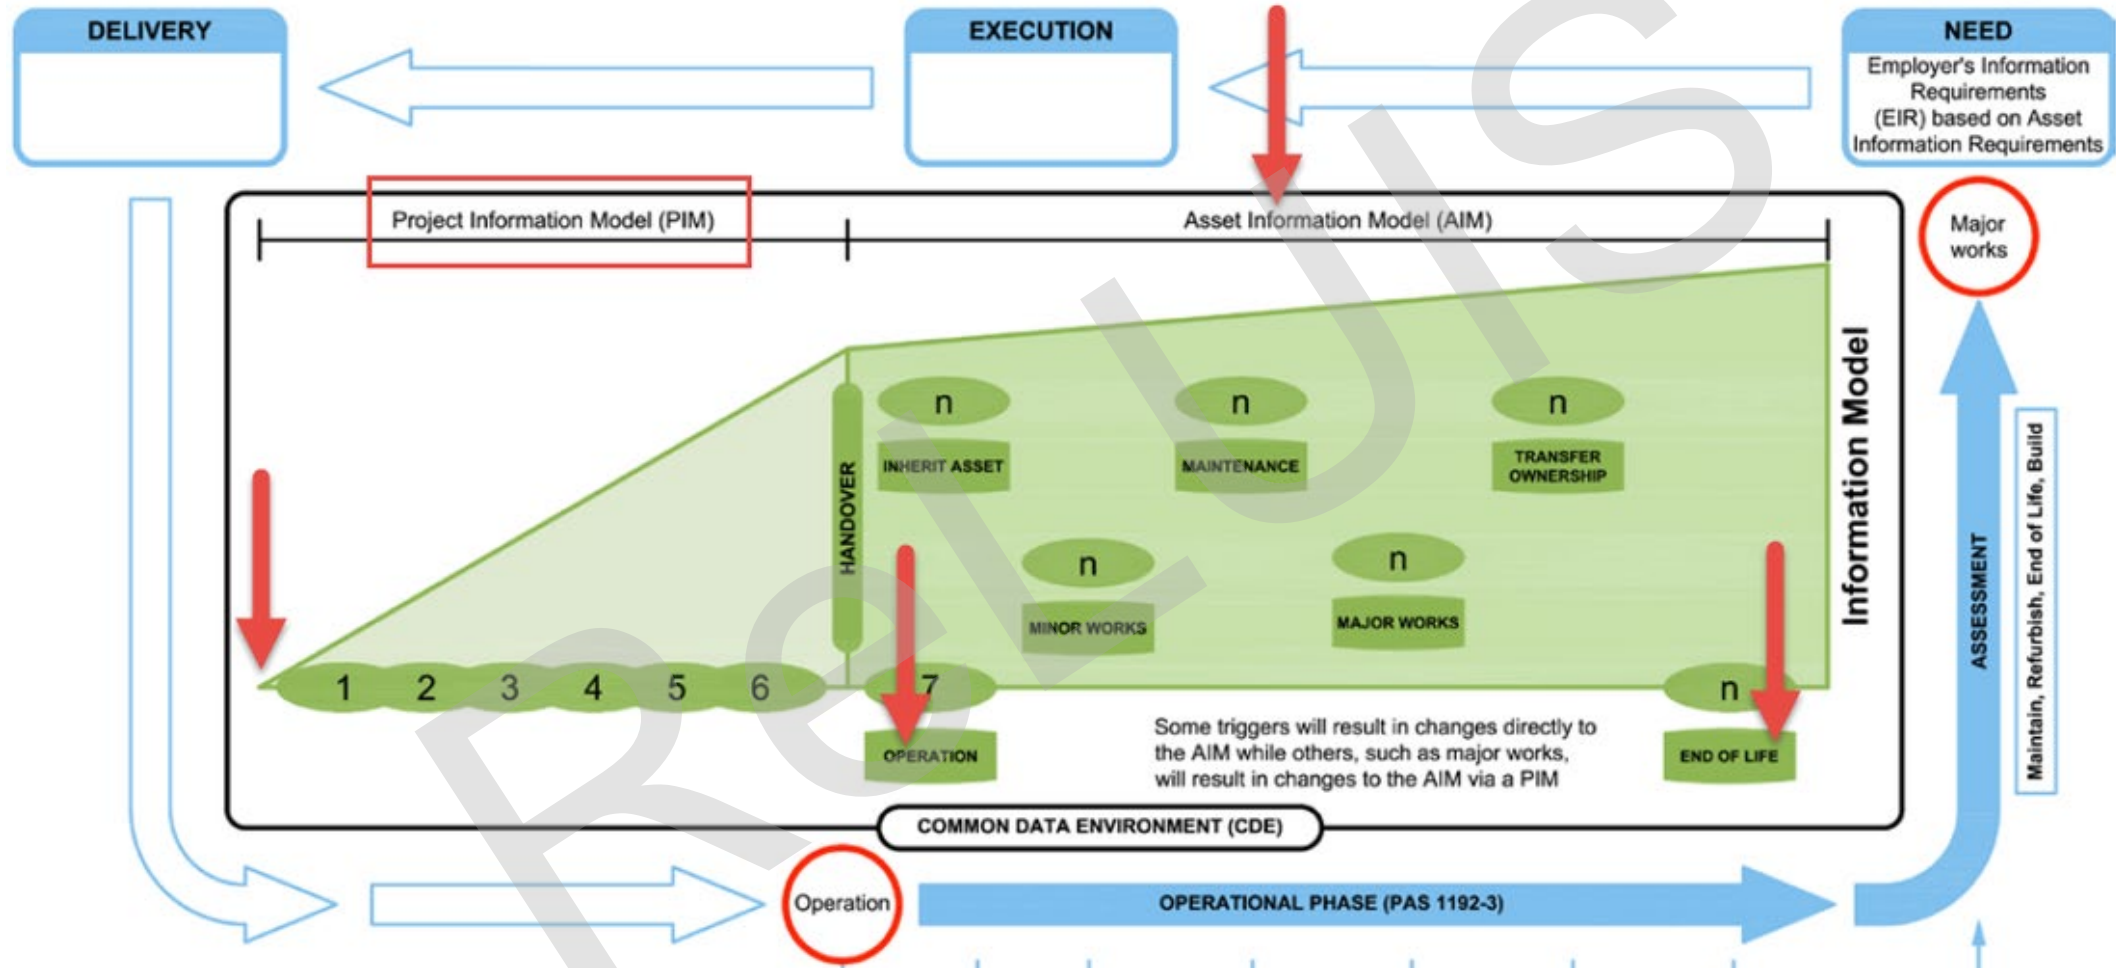 DELIVERY
EXECUTION
NEED
Employer's Information
Requirements
(EIR) based on Asset
Information Requirements
Project Information Model (PIM)
Asset Information Model (AIM)
Major
works
HANDOVER
n
INHERIT ASSET
n
MAINTENANCE
n
TRANSFER
OWNERSHIP
n
MINOR WORKS
n
MAJOR WORKS
1 2 3 4 5 6
7
OPERATION
n
END OF LIFE
Some triggers will result in changes directly to
the AIM while others, such as major works,
will result in changes to the AIM via a PIM
Information Model
COMMON DATA ENVIRONMENT (CDE)
ASSESSMENT
Maintain, Refurbish, End of Life, Build
Operation
OPERATIONAL PHASE (PAS 1192-3)
ReLUIS